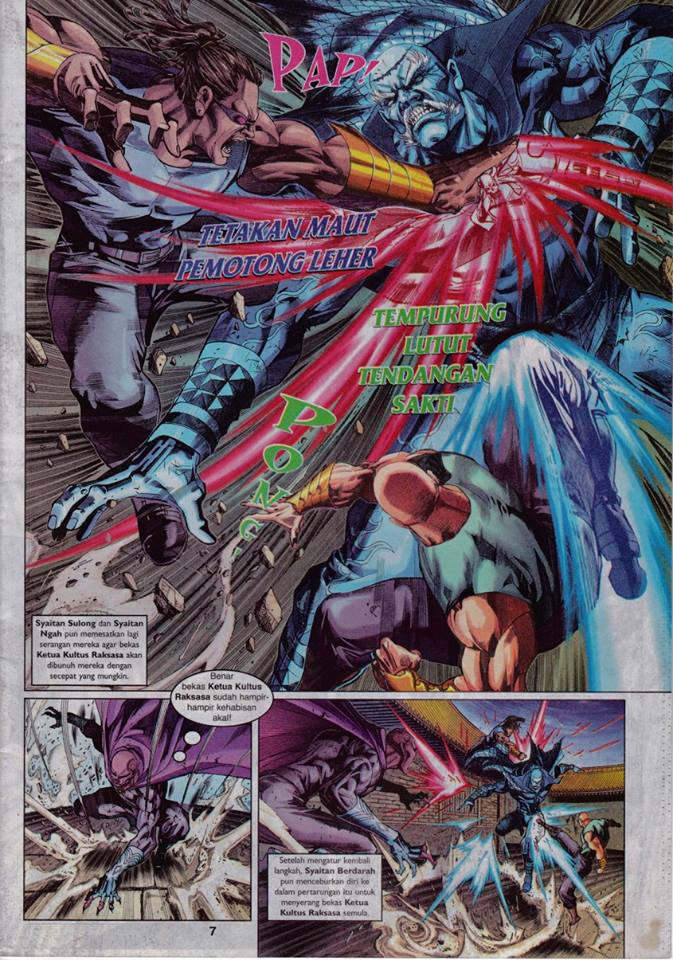 PAP!
TETAKAN MAUT
PEMOTONG LEHER
TEMPURUNG
LUTUT
TENDANGAN
SAKTI
PONG
Syaitan Sulong dan Syaitan
Ngah pun memesatkan lagi
serangan mereka agar bekas
Ketua Kultus Raksasa akan
dibunuh mereka dengan
secepat yang mungkin.
Benar
bekas Ketua Kultus
Raksasa sudah hampir-
hampir kehabisan
akal!
Setelah mengatur kembali
langkah, Syaitan Berdarah
pun menceburkan diri ke
dalam pertarungan itu untuk
menyerang bekas Ketua
Kultus Raksasa semula.
7